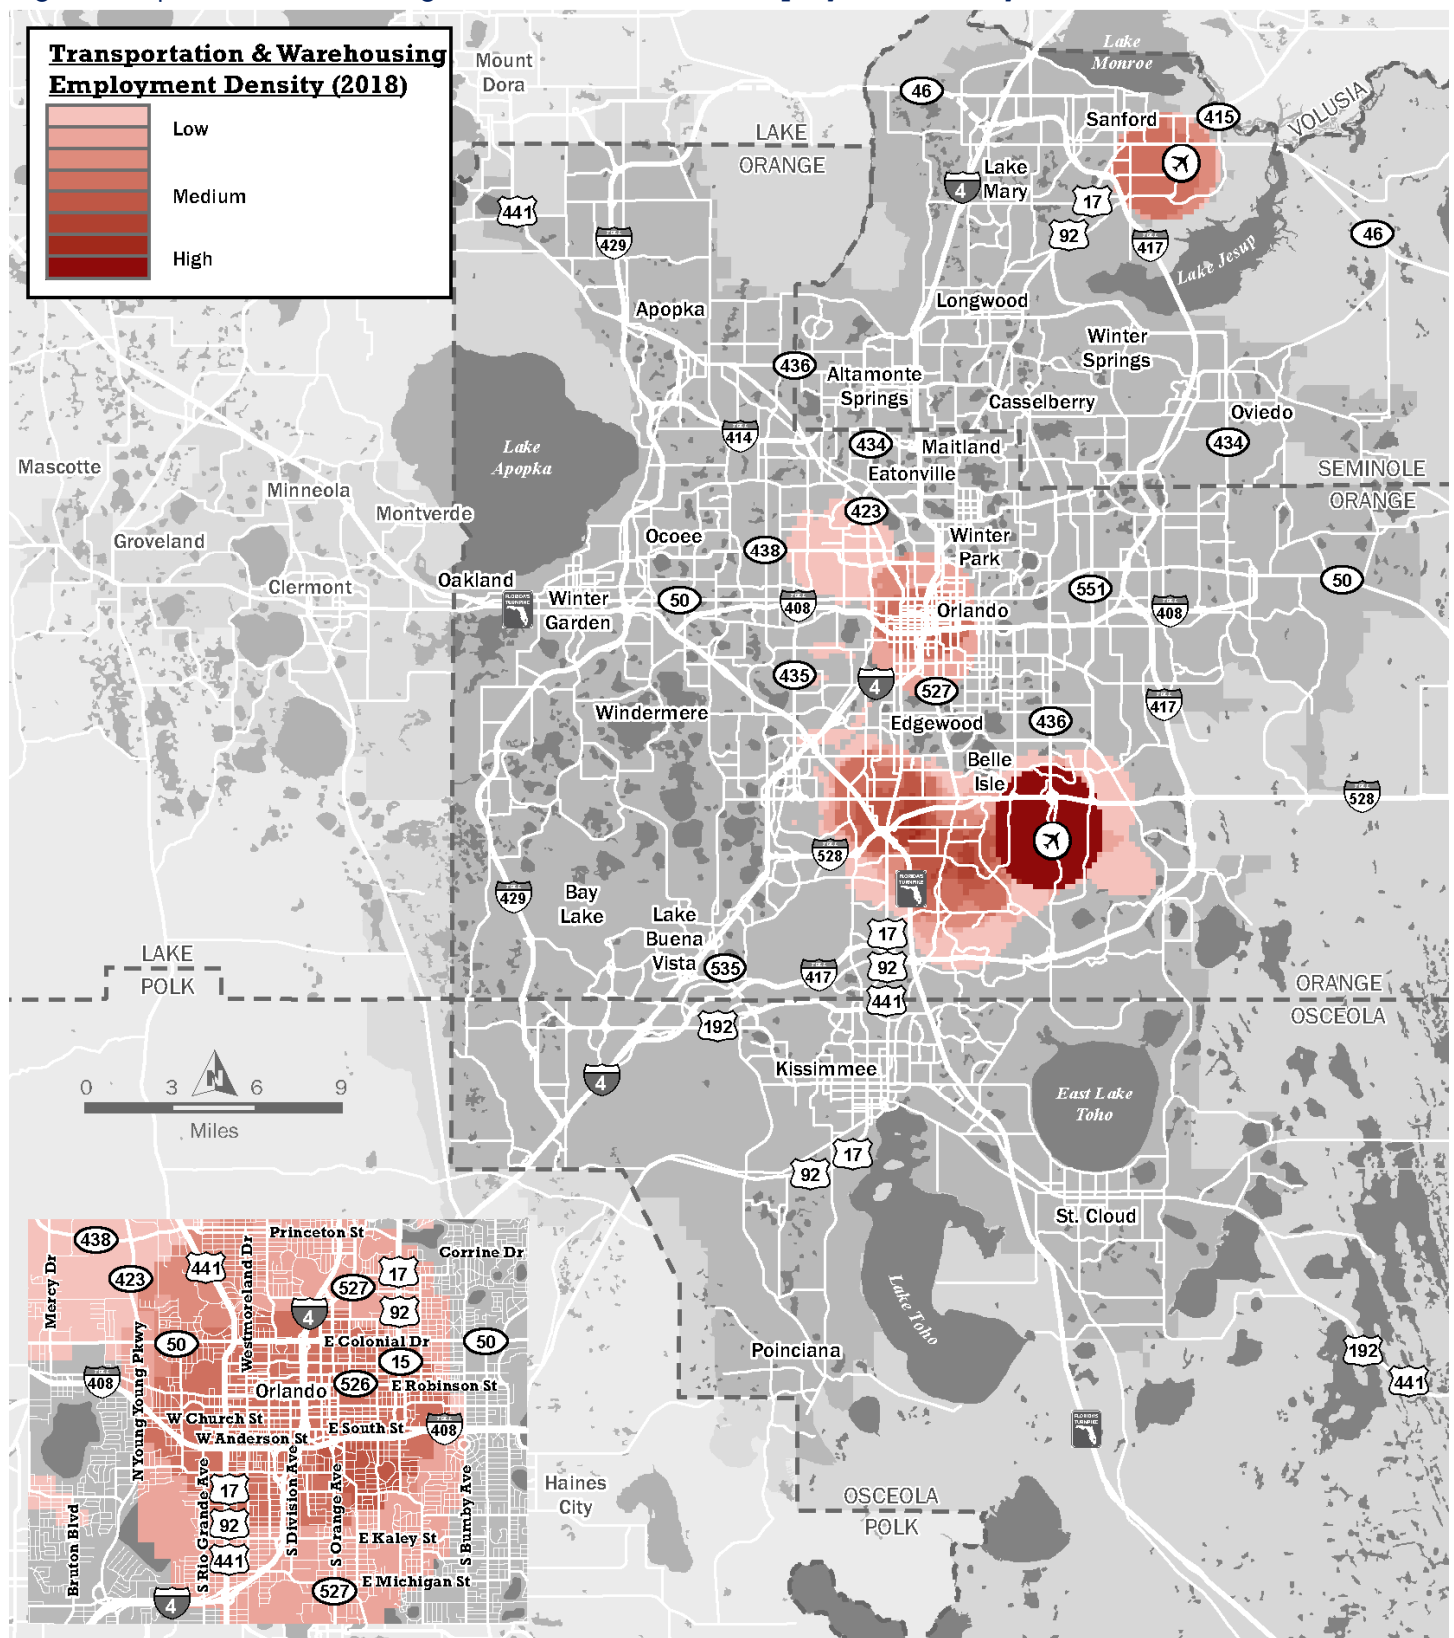 Transportation & Warehousing
Employment Density (2018)
Low
Medium
High
Mount
Dora
Lake
Monroe
46
Sanford
415
VOLUSIA
LAKE
ORANGE
4
Lake
Mary
17
441
429
92
417
46
Lake Jesup
Apopka
Longwood
Winter
Springs
436
Altamonte
Springs
Casselberry
Oviedo
414
434
Maitland
434
Lake
Apopka
Eatonville
Mascotte
SEMINOLE
ORANGE
Minneola
Montverde
423
Groveland
Ocoee
438
Winter
Park
Clermont
Oakland
FLORIDA'S
TURNPIKE
Winter
Garden
50
408
Orlando
551
408
50
435
4
527
417
Windermere
Edgewood
436
Belle
Isle
528
528
FLORIDA'S
TURNPIKE
429
Bay
Lake
Lake
Buena
Vista
17
LAKE
POLK
535
417
92
441
ORANGE
OSCEOLA
192
N
0 3 6 9
Miles
4
Kissimmee
East Lake
Toho
17
92
St. Cloud
Lake Toho
Poinciana
192
441
FLORIDA'S
TURNPIKE
Haines
City
OSCEOLA
POLK
Princeton St
438
Corrine Dr
Mercy Dr
423
441
Westmoreland Dr
17
527
4
92
50
E Colonial Dr
50
15
408
N Young Young Pkwy
Orlando
526
E Robinson St
W Church St
E South St
408
W Anderson St
17
92
441
S Rio Grande Ave
S Division Ave
S Orange Ave
E Kaley St
S Bumby Ave
Bruton Blvd
E Michigan St
527
4